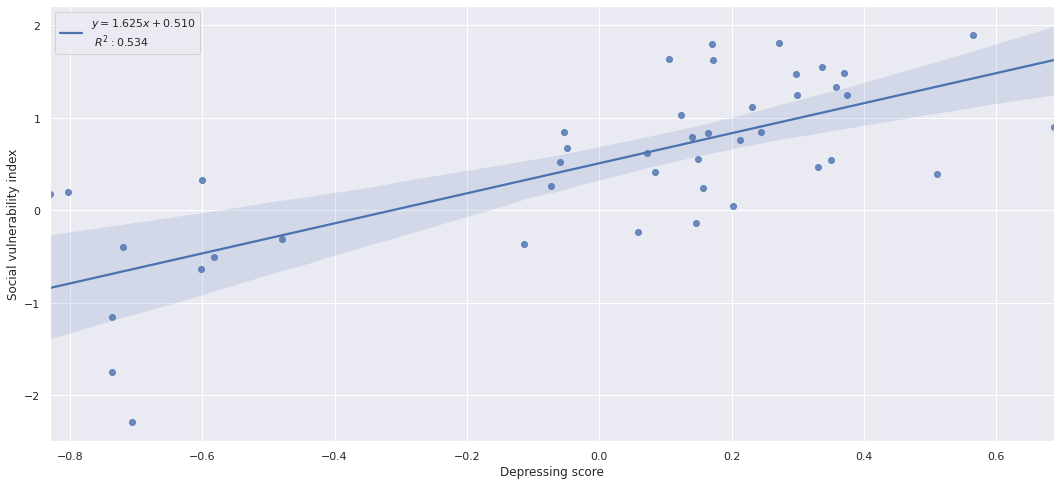 y = 1.625x + 0.510
R² : 0.534
2
1
0
−1
−2
Social vulnerability index
−0.8 −0.6 −0.4 −0.2 0.0 0.2 0.4 0.6
Depressing score